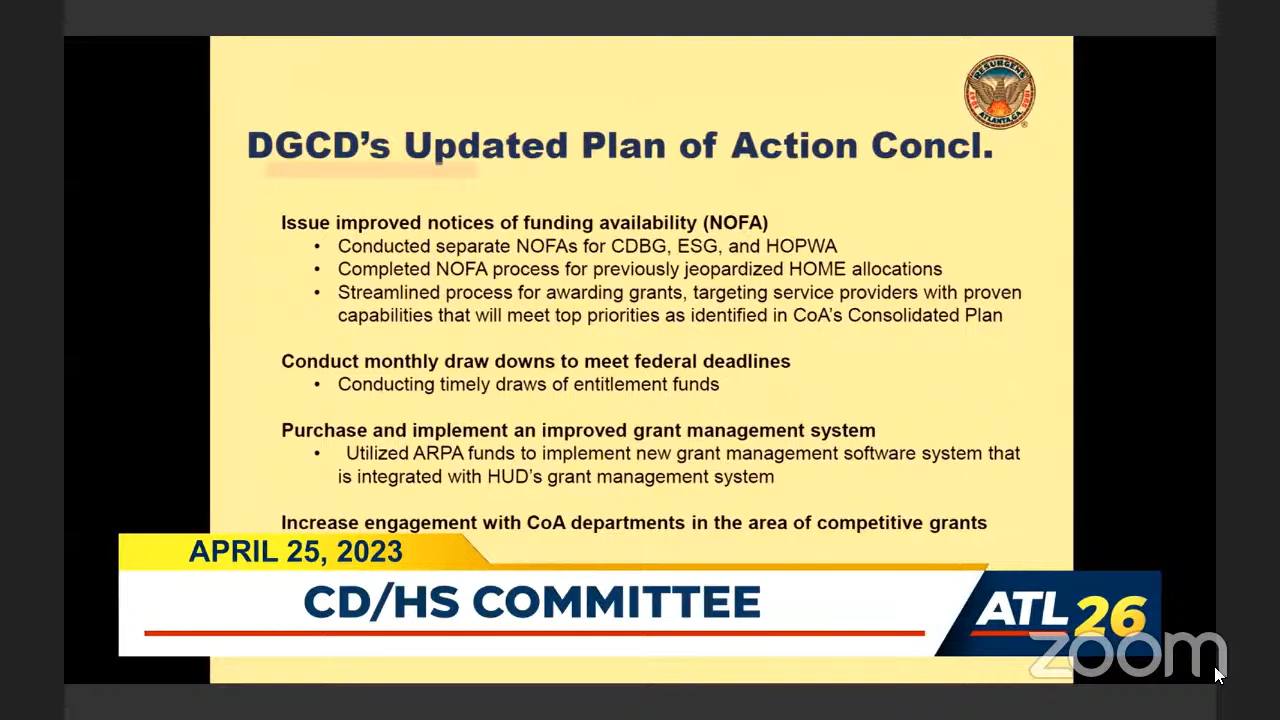 RESURGENS
1847 1865
ATLANTA, GA.
DGCD's Updated Plan of Action Concl.
Issue improved notices of funding availability (NOFA)
• Conducted separate NOFAs for CDBG, ESG, and HOPWA
• Completed NOFA process for previously jeopardized HOME allocations
• Streamlined process for awarding grants, targeting service providers with proven
capabilities that will meet top priorities as identified in CoA's Consolidated Plan
Conduct monthly draw downs to meet federal deadlines
• Conducting timely draws of entitlement funds
Purchase and implement an improved grant management system
• Utilized ARPA funds to implement new grant management software system that
is integrated with HUD's grant management system
Increase engagement with CoA departments in the area of competitive grants
APRIL 25, 2023
CD/HS COMMITTEE
ATL 26
zoom